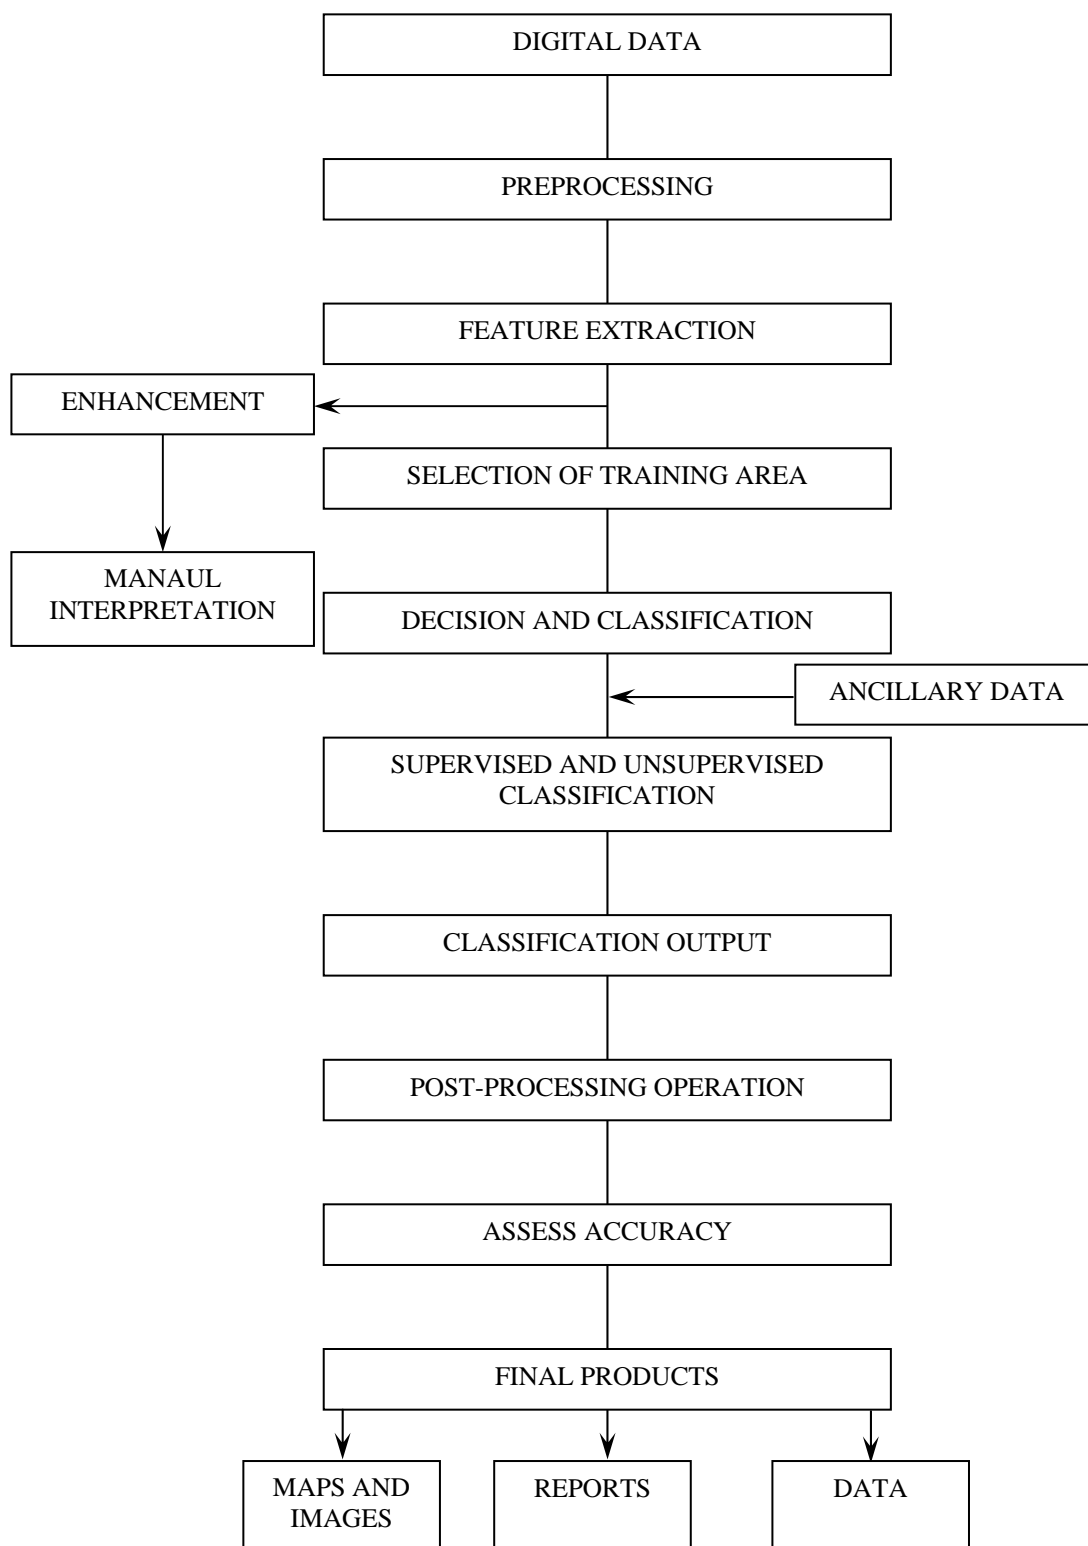 DIGITAL DATA
PREPROCESSING
FEATURE EXTRACTION
ENHANCEMENT
SELECTION OF TRAINING AREA
MANAUL
INTERPRETATION
DECISION AND CLASSIFICATION
ANCILLARY DATA
SUPERVISED AND UNSUPERVISED
CLASSIFICATION
CLASSIFICATION OUTPUT
POST-PROCESSING OPERATION
ASSESS ACCURACY
FINAL PRODUCTS
MAPS AND
IMAGES
REPORTS
DATA